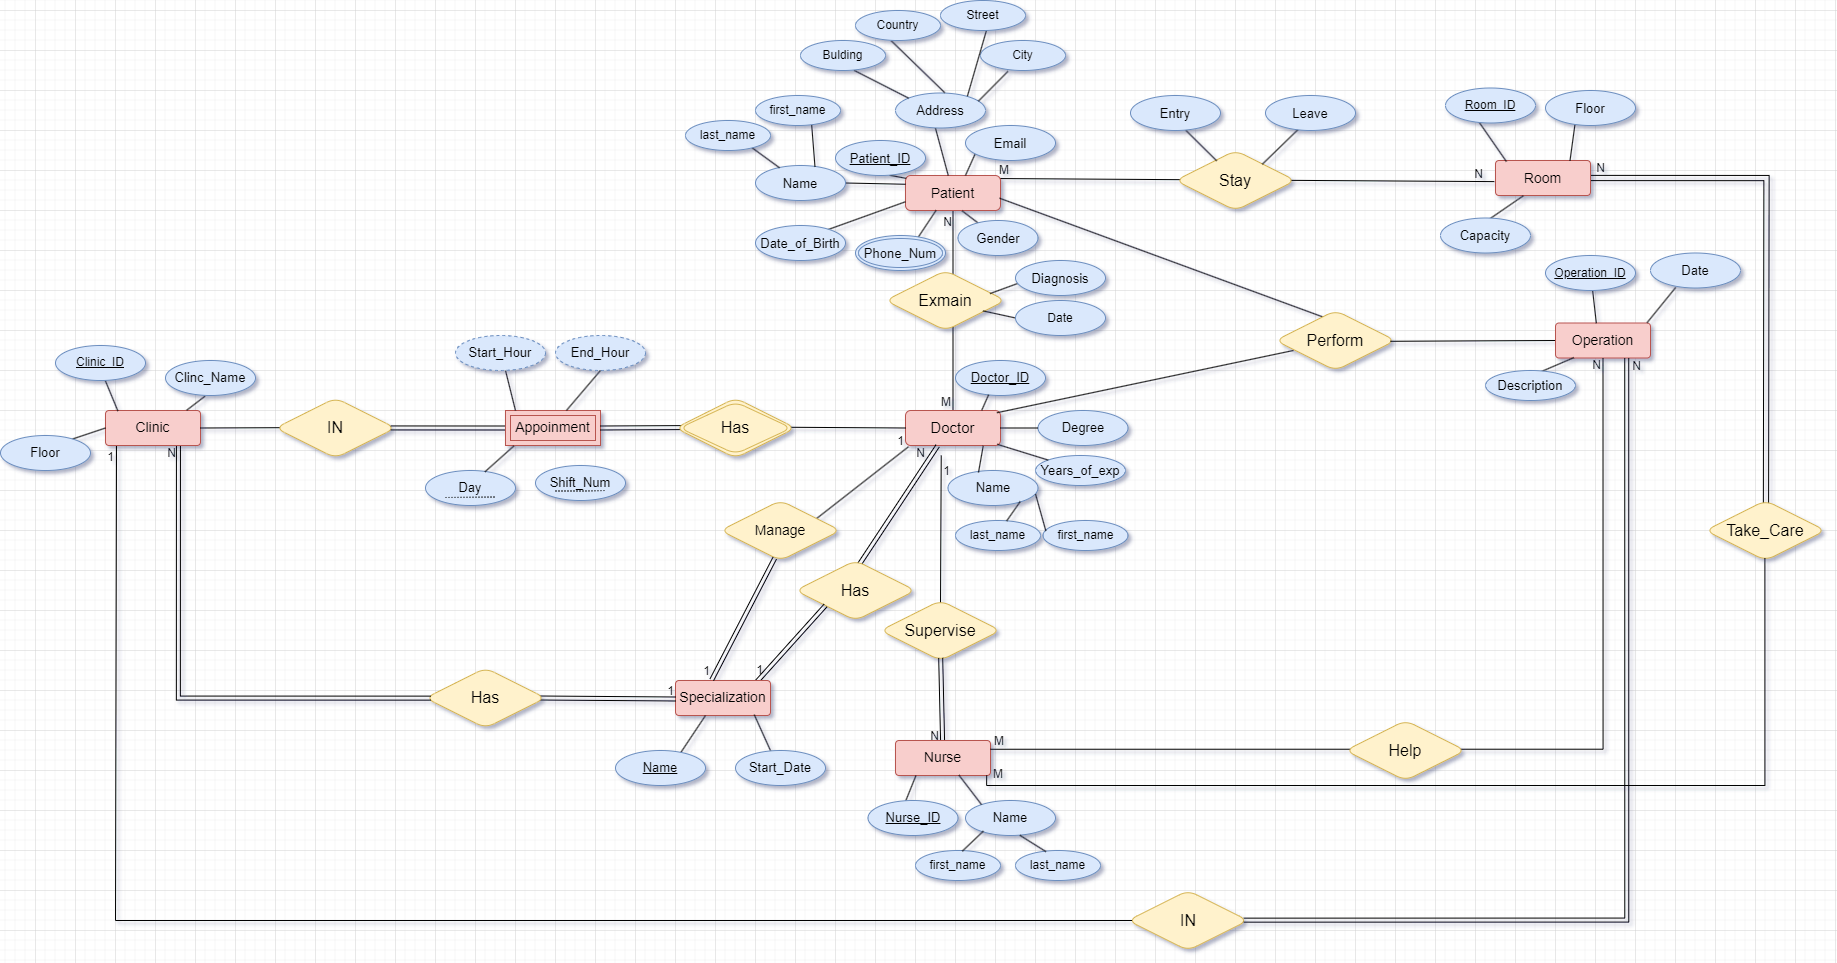 Street
Country
Bulding
City
Address
first_name
last_name
Email
Patient_ID
Name
Patient
M
N
Date_of_Birth
Phone_Num
Gender
Entry
Leave
Stay
Room_ID
Floor
N
Room
N
Capacity
Exmain
Diagnosis
Date
Operation_ID
Date
Perform
Operation
N
N
Description
Start_Hour
End_Hour
Clinic_ID
Clinc_Name
Doctor_ID
M
Clinic
IN
Appoinment
Has
Doctor
Degree
Floor
1
N
1
N
1
Years_of_exp
Day
Shift_Num
Name
last_name
first_name
Manage
Take_Care
Has
Supervise
1
1
1
Has
Specialization
N
M
Nurse
M
Help
Name
Start_Date
Nurse_ID
Name
first_name
last_name
IN